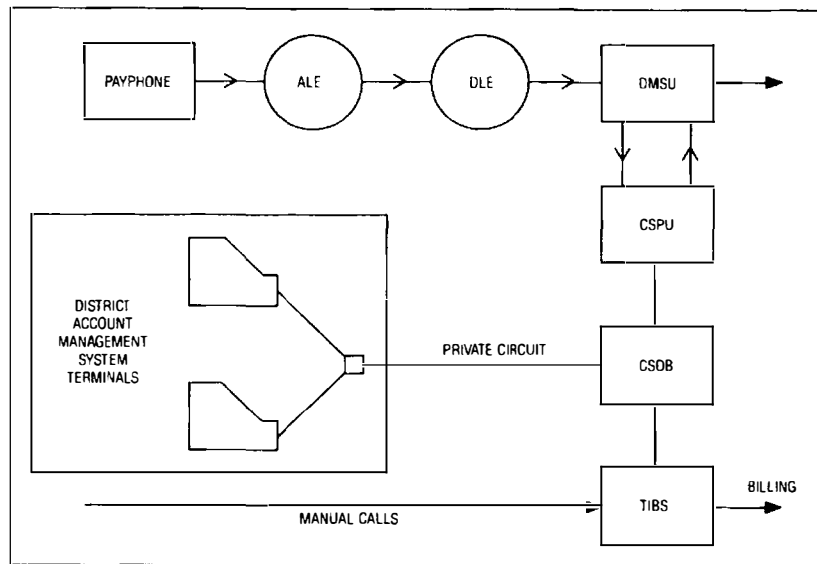 PAYPHONE
ALE
DLE
DMSU
CSPU
DISTRICT
ACCOUNT
MANAGEMENT
SYSTEM
TERMINALS
PRIVATE CIRCUIT
CSDB
MANUAL CALLS
TIBS
BILLING